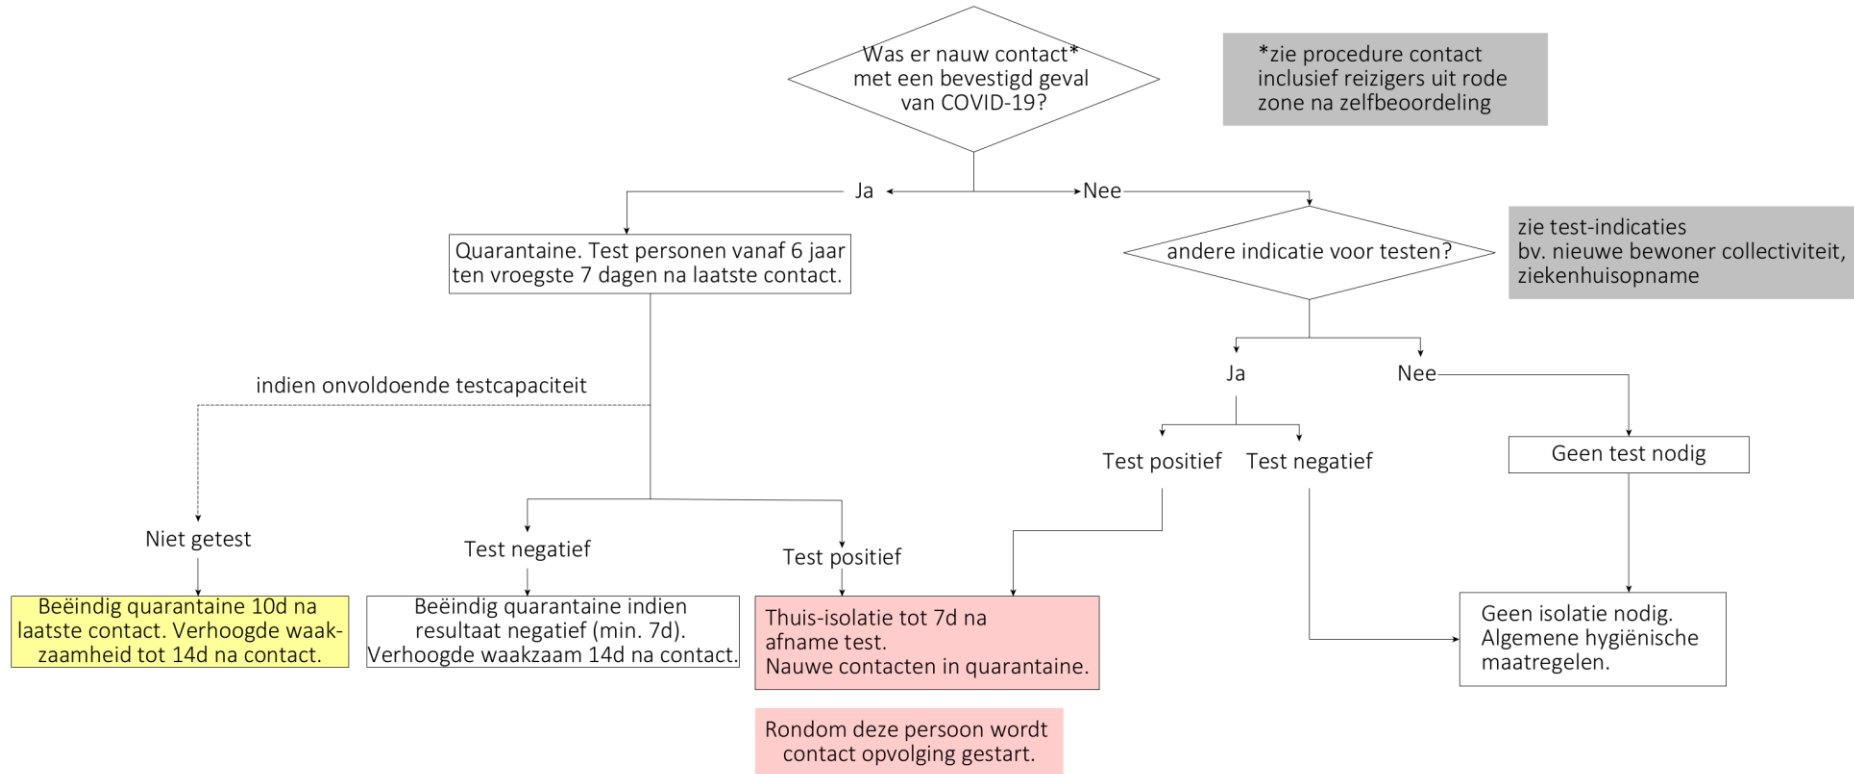 Was er nauw contact*
met een bevestigd geval
van COVID-19?
*zie procedure contact
inclusief reizigers uit rode
zone na zelfbeoordeling
Ja
Nee
Quarantaine. Test personen vanaf 6 jaar
ten vroegste 7 dagen na laatste contact.
andere indicatie voor testen?
zie test-indicaties
bv. nieuwe bewoner collectiviteit,
ziekenhuisopname
indien onvoldoende testcapaciteit
Ja
Nee
Test positief
Test negatief
Geen test nodig
Niet getest
Test negatief
Test positief
Beëindig quarantaine 10d na
laatste contact. Verhoogde waak-
zaamheid tot 14d na contact.
Beëindig quarantaine indien
resultaat negatief (min. 7d).
Verhoogde waakzaam 14d na contact.
Thuis-isolatie tot 7d na
afname test.
Nauwe contacten in quarantaine.
Geen isolatie nodig.
Algemene hygiënische
maatregelen.
Rondom deze persoon wordt
contact opvolging gestart.